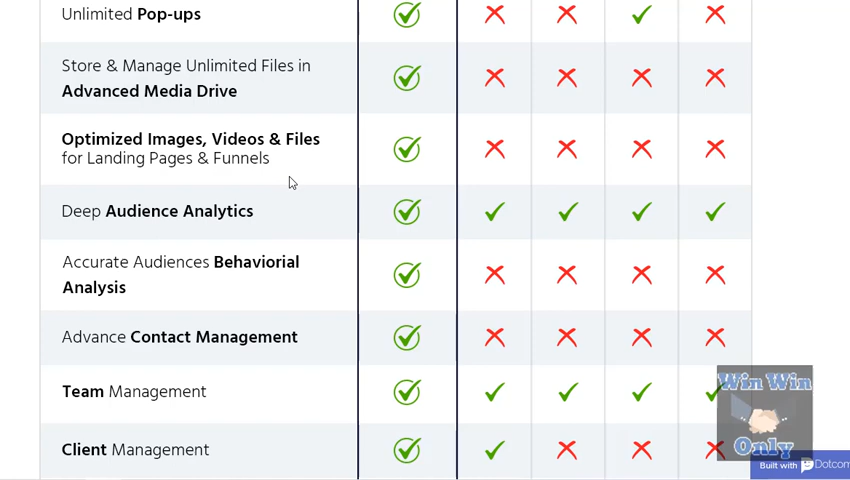 Unlimited Pop-ups
Store & Manage Unlimited Files in
Advanced Media Drive
Optimized Images, Videos & Files
for Landing Pages & Funnels
Deep Audience Analytics
Accurate Audiences Behaviorial
Analysis
Advance Contact Management
Team Management
Client Management
Win Win
Only
Built with Dotcom